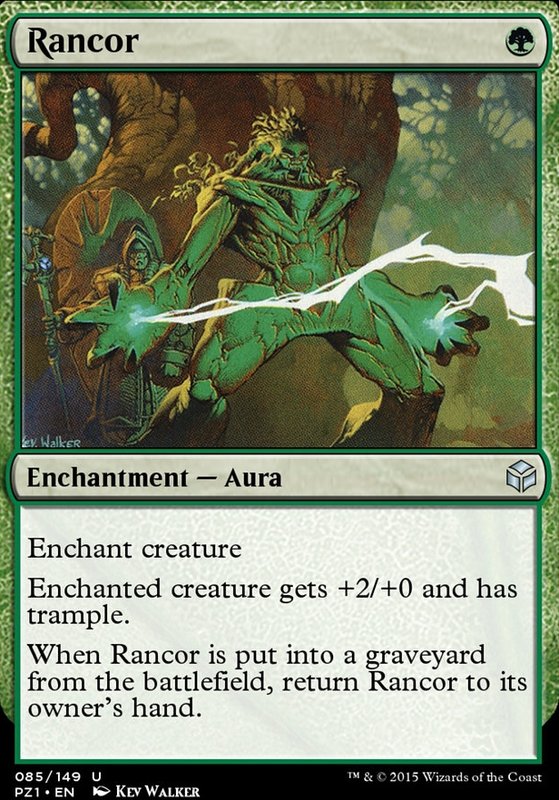 Rancor
Kev. Walker
Enchantment — Aura
Enchant creature
Enchanted creature gets +2/+0 and has
trample.
When Rancor is put into a graveyard
from the battlefield, return Rancor to its
owner's hand.
085/149 U
PZ1 • EN Kev Walker
™ & © 2015 Wizards of the Coast